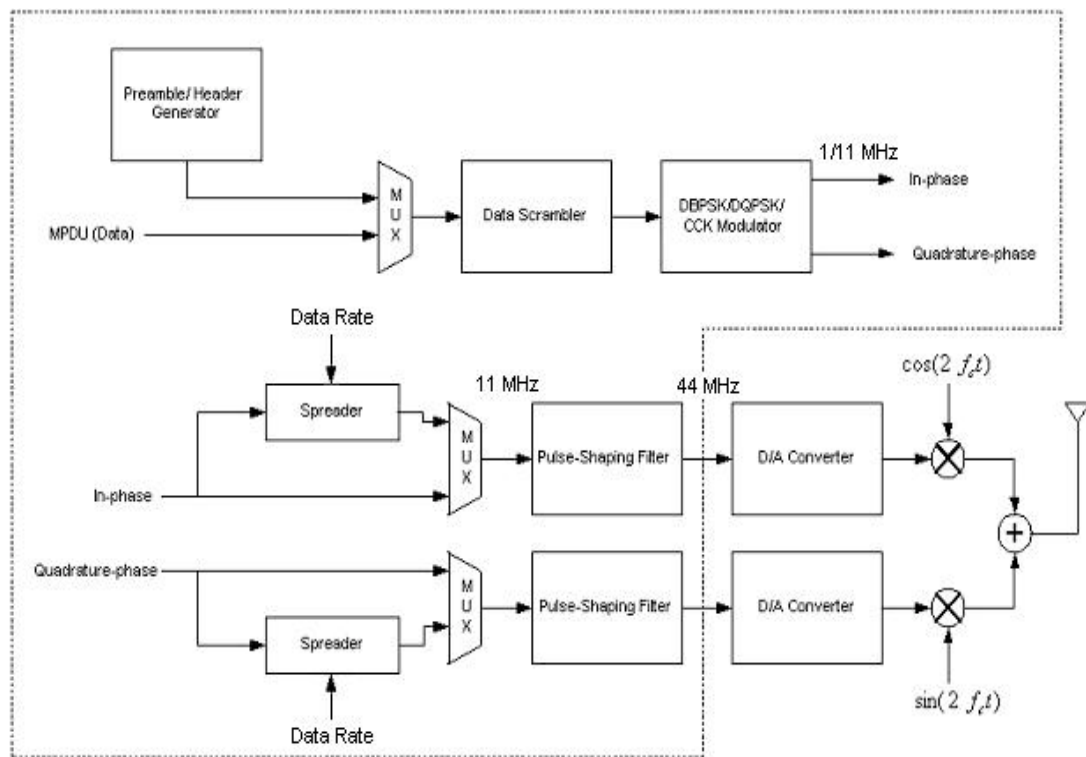 Preamble/ Header
Generator
MPDU (Data)
M
U
X
Data Scrambler
DBPSK/DQPSK/
CCK Modulator
1/11 MHz
In-phase
Quadrature-phase
Data Rate
Spreader
In-phase
M
U
X
11 MHz
Pulse-Shaping Filter
44 MHz
D/A Converter
cos(2 f_c t)
+
Quadrature-phase
Spreader
Data Rate
M
U
X
Pulse-Shaping Filter
D/A Converter
sin(2 f_c t)